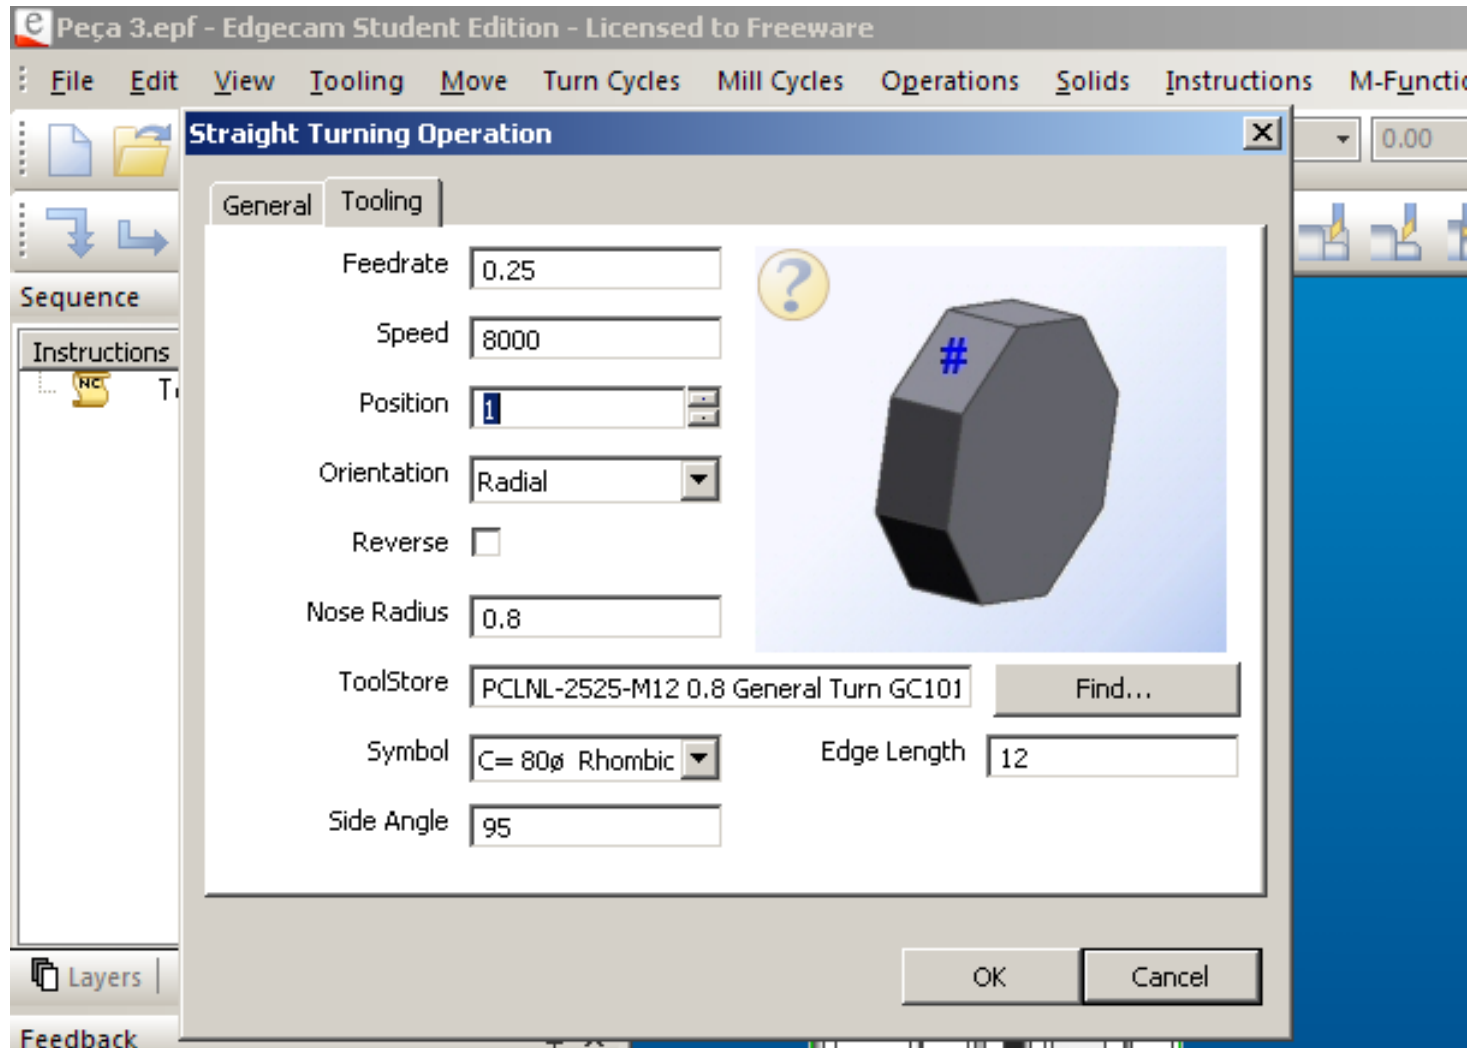 Peça 3.epf - Edgecam Student Edition - Licensed to Freeware
File Edit View Tooling Move Turn Cycles Mill Cycles Operations Solids Instructions
Straight Turning Operation
0.00
General Tooling
Feedrate 0.25
Speed 8000
Position 1
Orientation Radial
Reverse
Nose Radius 0.8
ToolStore PCLNL-2525-M12 0.8 General Turn GC101 Find...
Symbol C= 80ø Rhombic Edge Length 12
Side Angle 95
#
Sequence
Instructions
NC
Layers
OK Cancel
Feedback